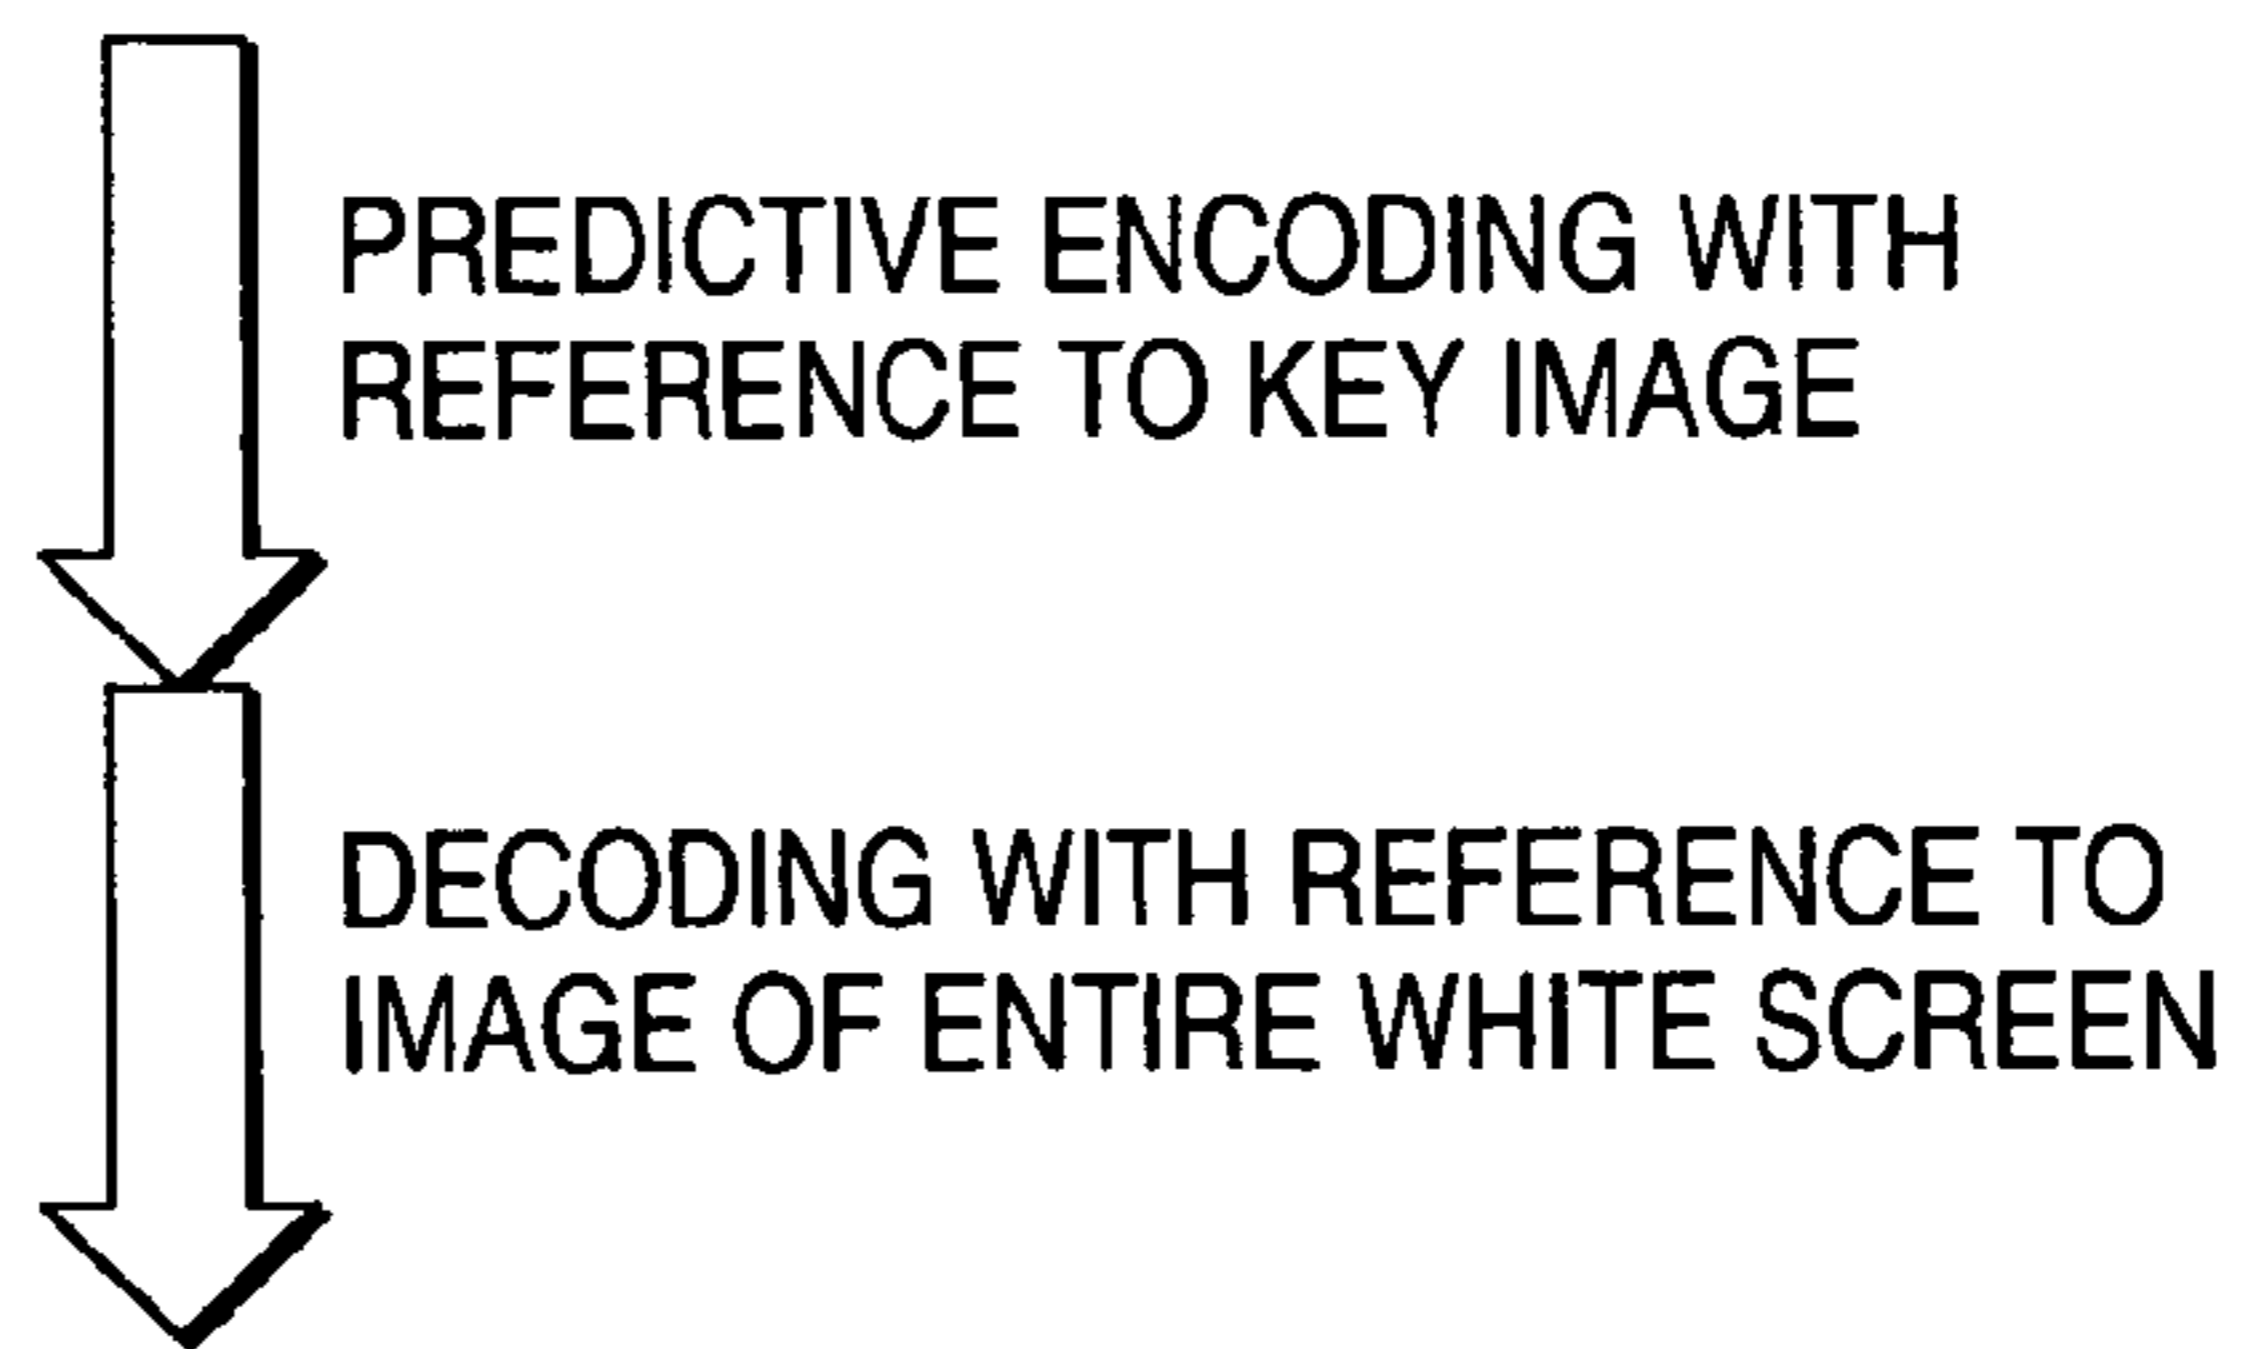 PREDICTIVE ENCODING WITH
REFERENCE TO KEY IMAGE
DECODING WITH REFERENCE TO
IMAGE OF ENTIRE WHITE SCREEN